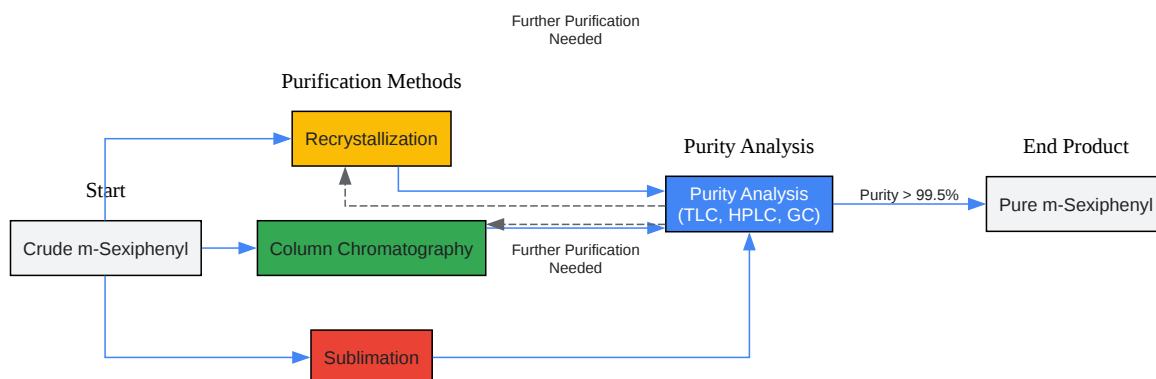 Further Purification
Needed
Purification Methods
Recrystallization
Purity Analysis
End Product
Start
Purity Analysis
(TLC, HPLC, GC)
Purity > 99.5%
Pure m-Sexiphenyl
Crude m-Sexiphenyl
Column Chromatography
Further Purification
Needed
Sublimation